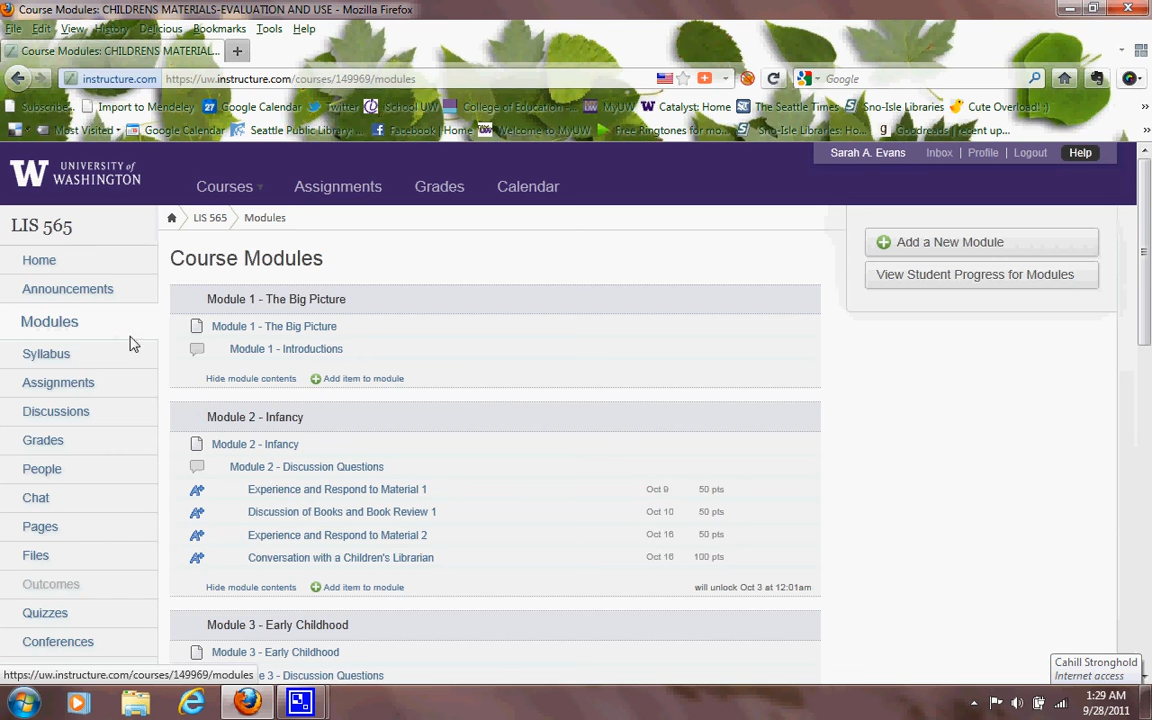 Course Modules: CHILDRENS MATERIALS-EVALUATION AND USE - Mozilla Firefox
File Edit View History Delicious Bookmarks Tools Help
Course Modules: CHILDRENS MATERIAL...
instructure.com https://uw.instructure.com/courses/149969/modules Google
Subscribe... Import to Mendeley 27 Google Calendar Twitter School UW College of Education -... MyUW Catalyst: Home The Seattle Times Sno-Isle Libraries Cute Overload! ;) »
Most Visited Google Calendar Seattle Public Library... Facebook | Home Welcome to MyUW Free Ringtones for mo... Sno-Isle Libraries: Ho... g Goodreads | recent up... »
Sarah A. Evans Inbox Profile Logout Help
W UNIVERSITY of
WASHINGTON
Courses Assignments Grades Calendar
LIS 565
LIS 565 Modules
Home
Announcements
Modules
Syllabus
Assignments
Discussions
Grades
People
Chat
Pages
Files
Outcomes
Quizzes
Conferences
Course Modules
Module 1 - The Big Picture
Module 1 - The Big Picture
Module 1 - Introductions
Hide module contents Add item to module
Module 2 - Infancy
Module 2 - Infancy
Module 2 - Discussion Questions
A+ Experience and Respond to Material 1 Oct 9 50 pts
A+ Discussion of Books and Book Review 1 Oct 10 50 pts
A+ Experience and Respond to Material 2 Oct 16 50 pts
A+ Conversation with a Children's Librarian Oct 16 100 pts
Hide module contents Add item to module will unlock Oct 3 at 12:01am
Module 3 - Early Childhood
Module 3 - Early Childhood
e 3 - Discussion Questions
Add a New Module
View Student Progress for Modules
https://uw.instructure.com/courses/149969/modules
Cahill Stronghold
Internet access
1:29 AM
9/28/2011